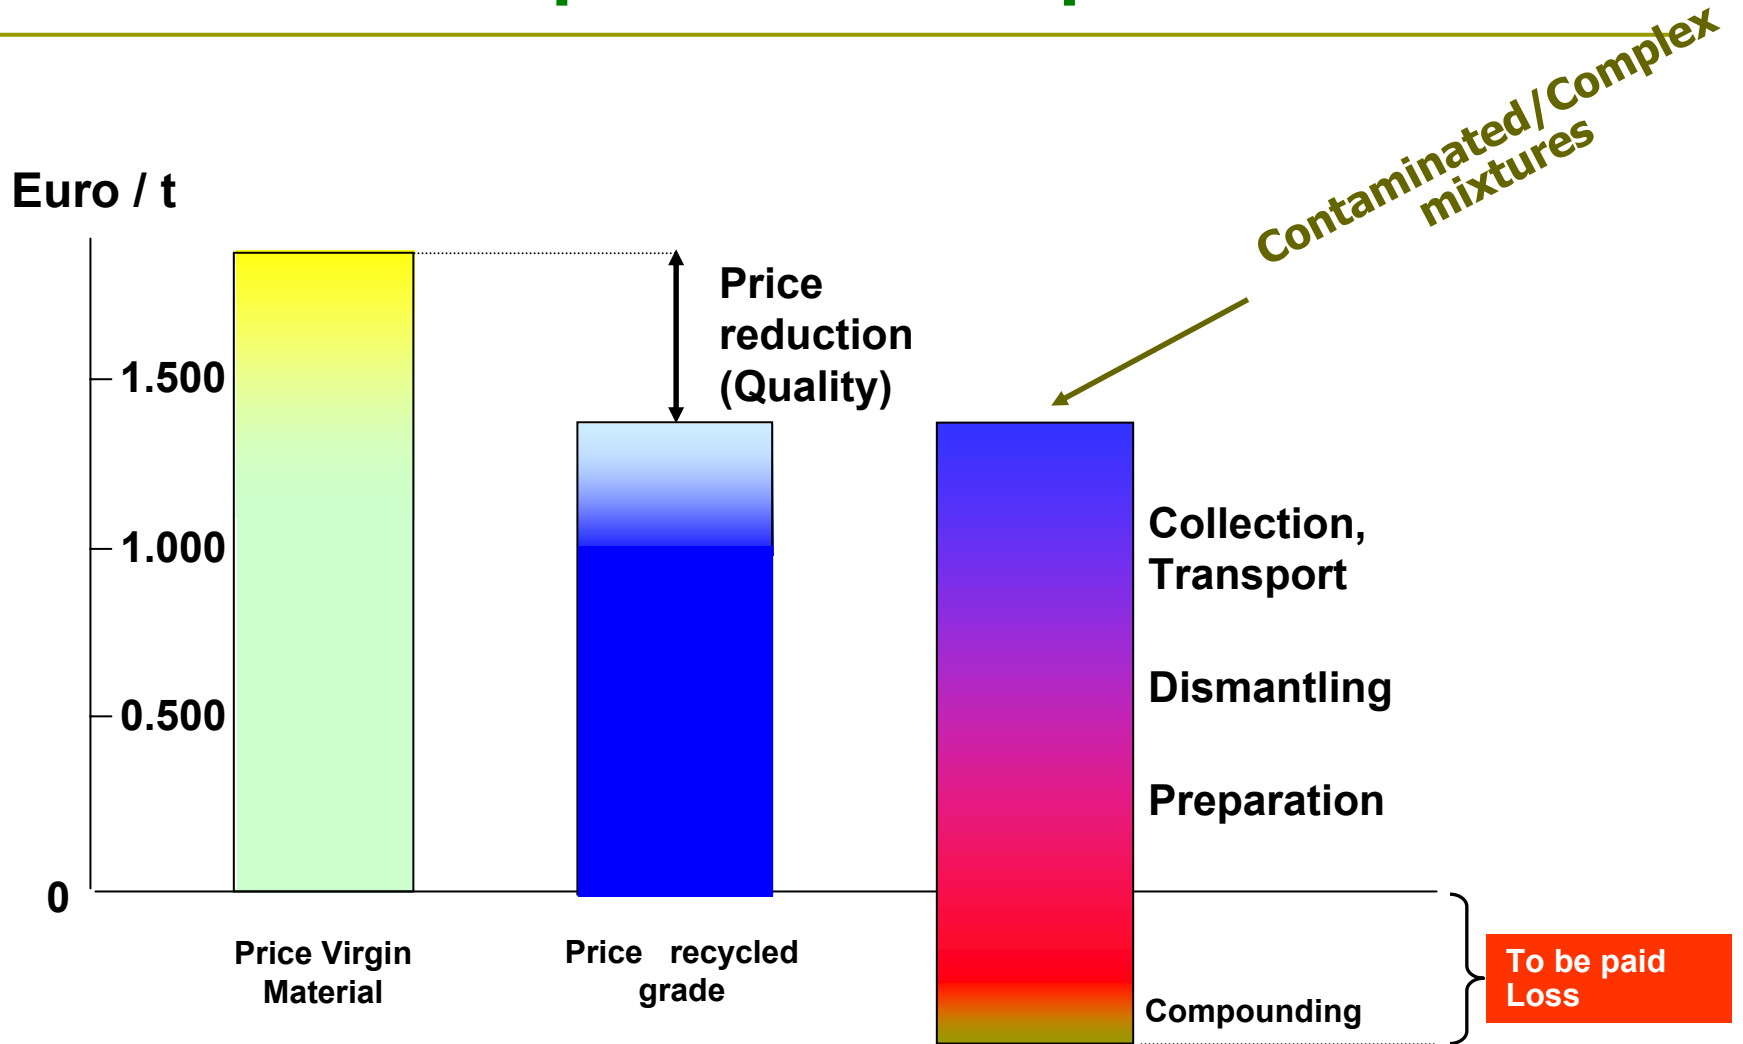 Contaminated/Complex
mixtures
Euro / t
Price
reduction
(Quality)
1.500
1.000
0.500
0
Collection,
Transport
Dismantling
Preparation
Compounding
Price Virgin
Material
Price recycled
grade
To be paid
Loss